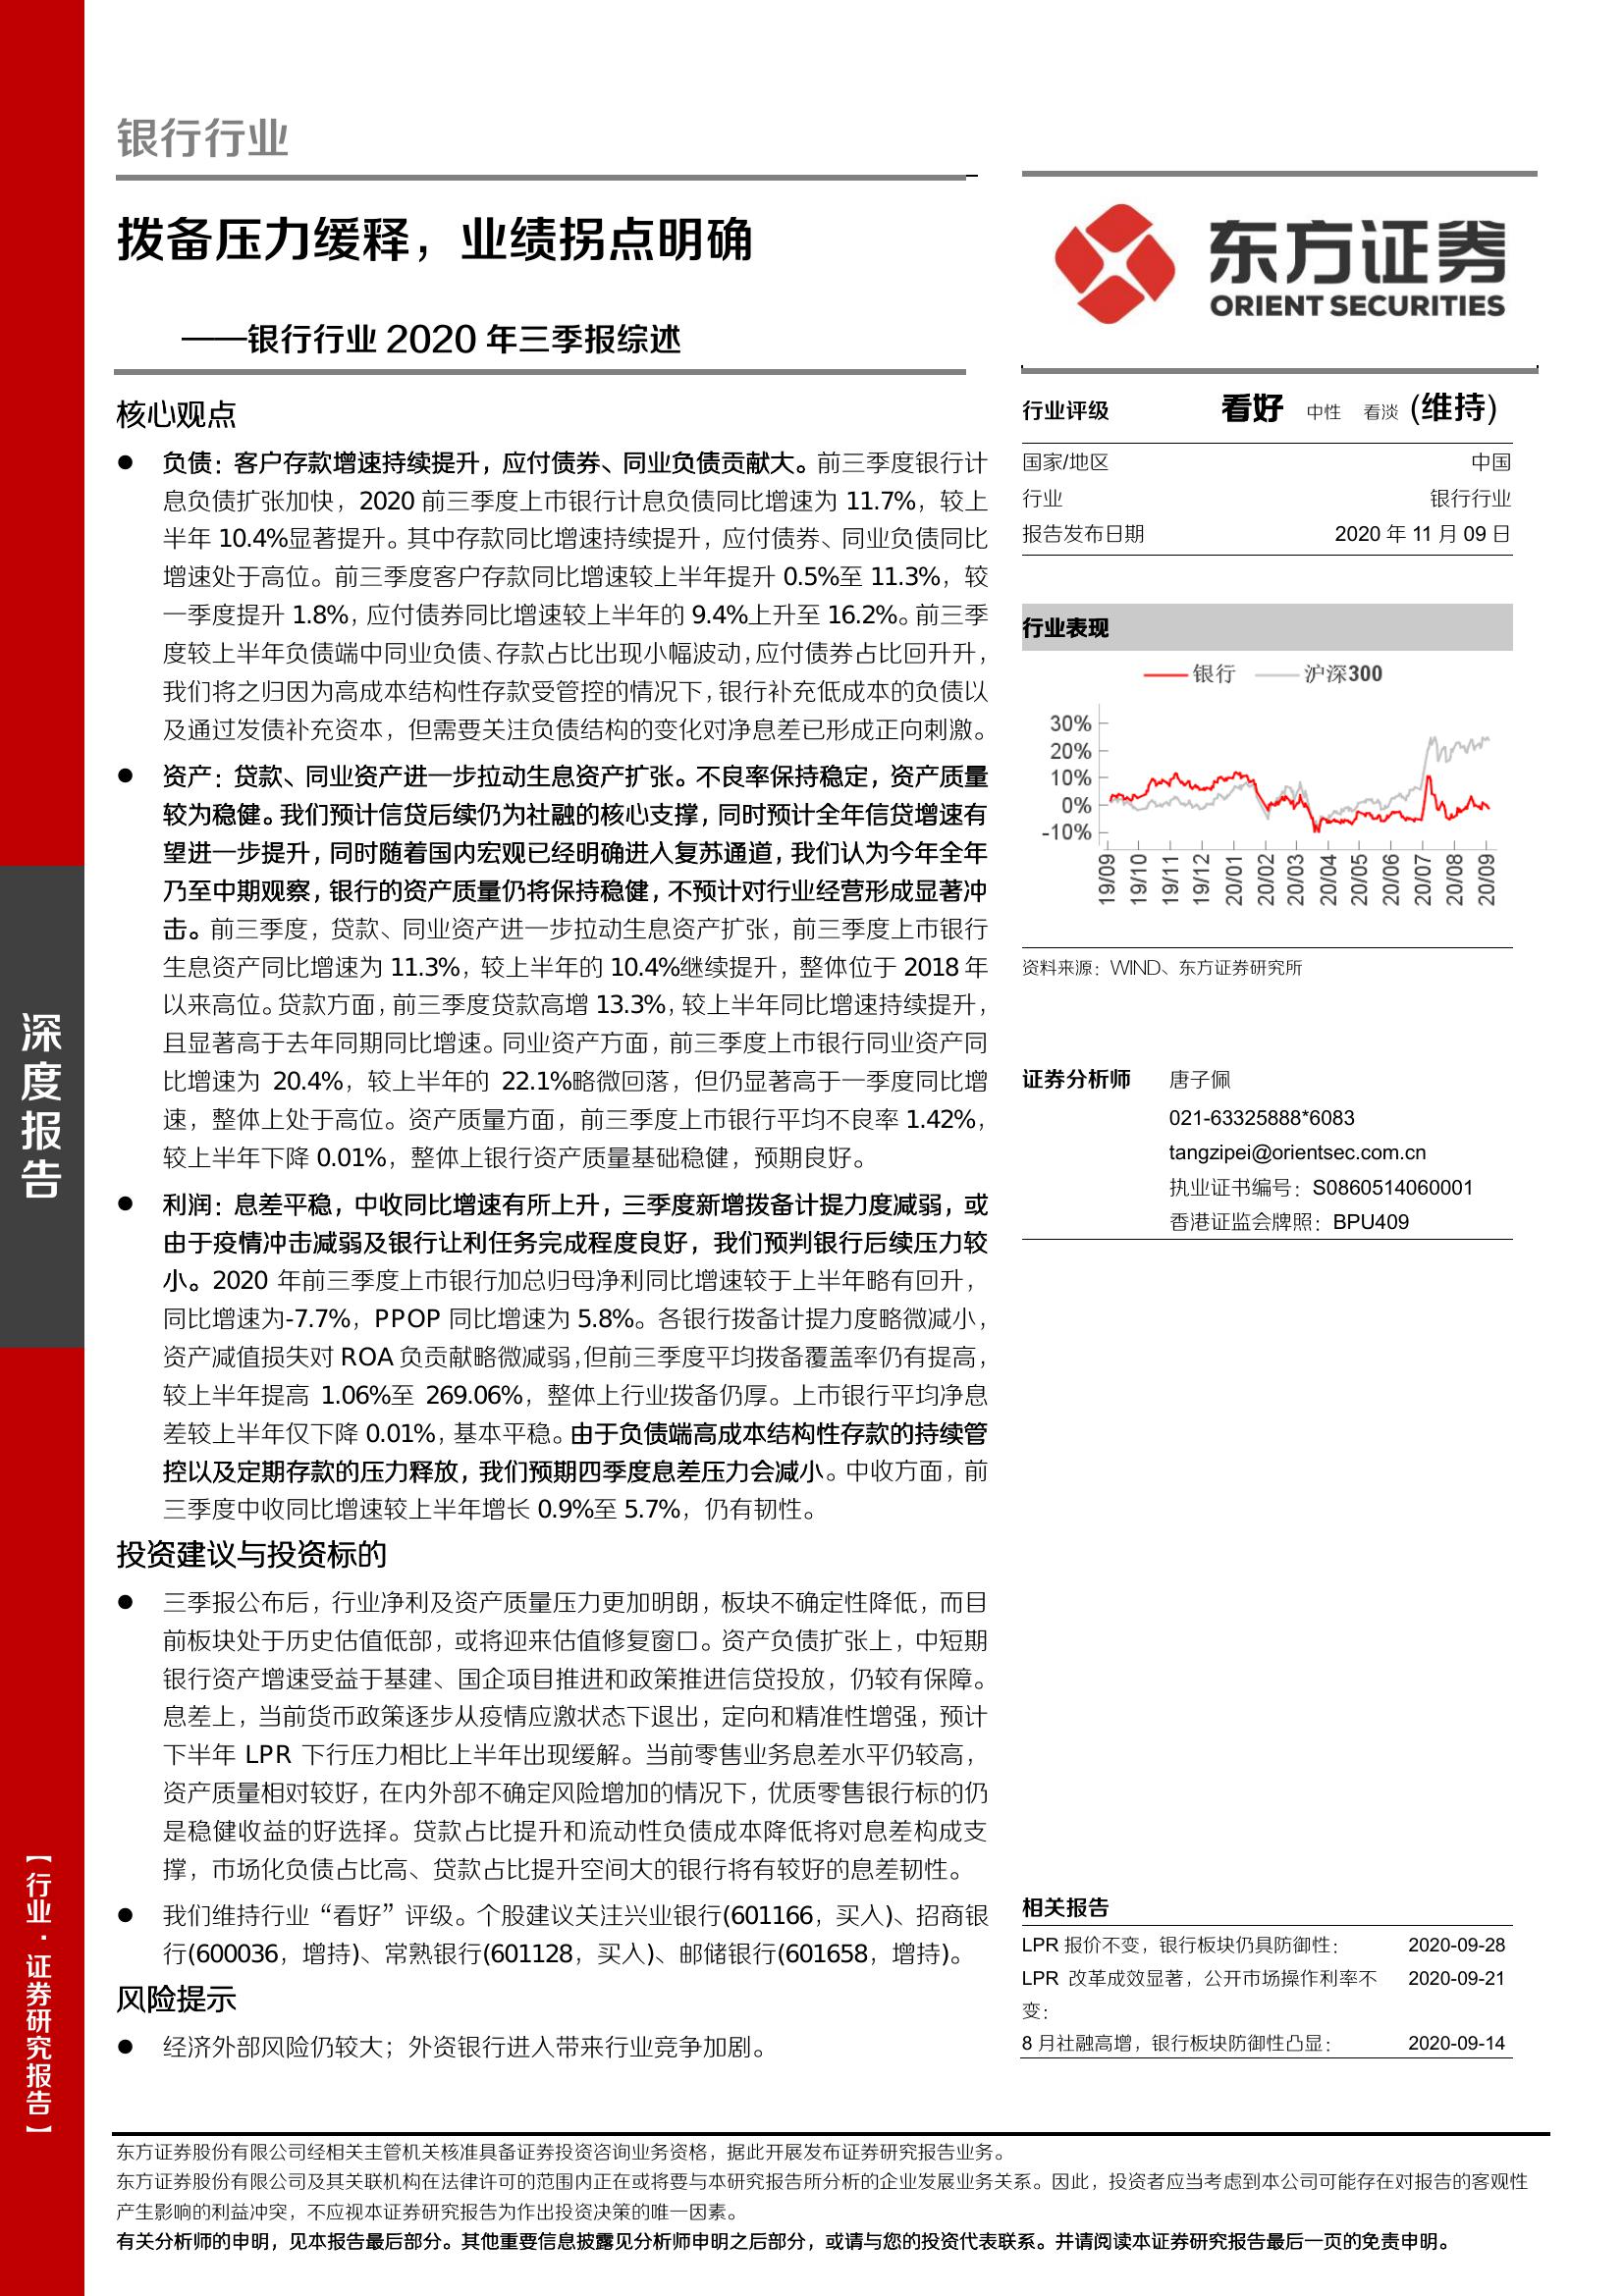 银行行业
拨备压力缓释，业绩拐点明确
——银行行业 2020 年三季报综述
核心观点
● 负债：客户存款增速持续提升，应付债券、同业负债贡献大。前三季度银行计
息负债扩张加快，2020 前三季度上市银行计息负债同比增速为 11.7%，较上
半年 10.4%显著提升。其中存款同比增速持续提升，应付债券、同业负债同比
增速处于高位。前三季度客户存款同比增速较上半年提升 0.5%至 11.3%，较
一季度提升 1.8%，应付债券同比增速较上半年的 9.4%上升至 16.2%。前三季
度较上半年负债端中同业负债、存款占比出现小幅波动，应付债券占比回升升，
我们将之归因为高成本结构性存款受管控的情况下，银行补充低成本的负债以
及通过发债补充资本，但需要关注负债结构的变化对净息差已形成正向刺激。
● 资产：贷款、同业资产进一步拉动生息资产扩张。不良率保持稳定，资产质量
较为稳健。我们预计信贷后续仍为社融的核心支撑，同时预计全年信贷增速有
望进一步提升，同时随着国内宏观已经明确进入复苏通道，我们认为今年全年
乃至中期观察，银行的资产质量仍将保持稳健，不预计对行业经营形成显著冲
击。前三季度，贷款、同业资产进一步拉动生息资产扩张，前三季度上市银行
生息资产同比增速为 11.3%，较上半年的 10.4%继续提升，整体位于 2018 年
以来高位。贷款方面，前三季度贷款高增 13.3%，较上半年同比增速持续提升，
且显著高于去年同期同比增速。同业资产方面，前三季度上市银行同业资产同
比增速为 20.4%，较上半年的 22.1%略微回落，但仍显著高于一季度同比增
速，整体上处于高位。资产质量方面，前三季度上市银行平均不良率 1.42%，
较上半年下降 0.01%，整体上银行资产质量基础稳健，预期良好。
● 利润：息差平稳，中收同比增速有所上升，三季度新增拨备计提力度减弱，或
由于疫情冲击减弱及银行让利任务完成程度良好，我们预判银行后续压力较
小。2020 年前三季度上市银行加总归母净利同比增速较于上半年略有回升，
同比增速为-7.7%，PPOP 同比增速为 5.8%。各银行拨备计提力度略微减小，
资产减值损失对 ROA 负贡献略微减弱，但前三季度平均拨备覆盖率仍有提高，
较上半年提高 1.06%至 269.06%，整体上行业拨备仍厚。上市银行平均净息
差较上半年仅下降 0.01%，基本平稳。由于负债端高成本结构性存款的持续管
控以及定期存款的压力释放，我们预期四季度息差压力会减小。中收方面，前
三季度中收同比增速较上半年增长 0.9%至 5.7%，仍有韧性。
投资建议与投资标的
● 三季报公布后，行业净利及资产质量压力更加明朗，板块不确定性降低，而目
前板块处于历史估值低部，或将迎来估值修复窗口。资产负债扩张上，中短期
银行资产增速受益于基建、国企项目推进和政策推进信贷投放，仍较有保障。
息差上，当前货币政策逐步从疫情应激状态下退出，定向和精准性增强，预计
下半年 LPR 下行压力相比上半年出现缓解。当前零售业务息差水平仍较高，
资产质量相对较好，在内外部不确定风险增加的情况下，优质零售银行标的仍
是稳健收益的好选择。贷款占比提升和流动性负债成本降低将对息差构成支
撑，市场化负债占比高、贷款占比提升空间大的银行将有较好的息差韧性。
● 我们维持行业“看好”评级。个股建议关注兴业银行(601166，买入)、招商银
行(600036，增持)、常熟银行(601128，买入)、邮储银行(601658，增持)。
风险提示
● 经济外部风险仍较大；外资银行进入带来行业竞争加剧。
东方证券
ORIENT SECURITIES
行业评级 看好 中性 看淡 (维持)
国家/地区 中国
行业 银行行业
报告发布日期 2020 年 11 月 09 日
行业表现
银行 沪深300
30%
20%
10%
0%
-10%
19/09 19/10 19/11 19/12 20/01 20/02 20/03 20/04 20/05 20/06 20/07 20/08 20/09
资料来源：WIND、东方证券研究所
证券分析师 唐子佩
021-63325888*6083
tangzipei@orientsec.com.cn
执业证书编号：S0860514060001
香港证监会牌照：BPU409
相关报告
LPR 报价不变，银行板块仍具防御性： 2020-09-28
LPR 改革成效显著，公开市场操作利率不 2020-09-21
变：
8 月社融高增，银行板块防御性凸显： 2020-09-14
深度报告
【行业·证券研究报告】
东方证券股份有限公司经相关主管机关核准具备证券投资咨询业务资格，据此开展发布证券研究报告业务。
东方证券股份有限公司及其关联机构在法律许可的范围内正在或将要与本研究报告所分析的企业发展业务关系。因此，投资者应当考虑到本公司可能存在对报告的客观性
产生影响的利益冲突，不应视本证券研究报告为作出投资决策的唯一因素。
有关分析师的申明，见本报告最后部分。其他重要信息披露见分析师申明之后部分，或请与您的投资代表联系。并请阅读本证券研究报告最后一页的免责申明。